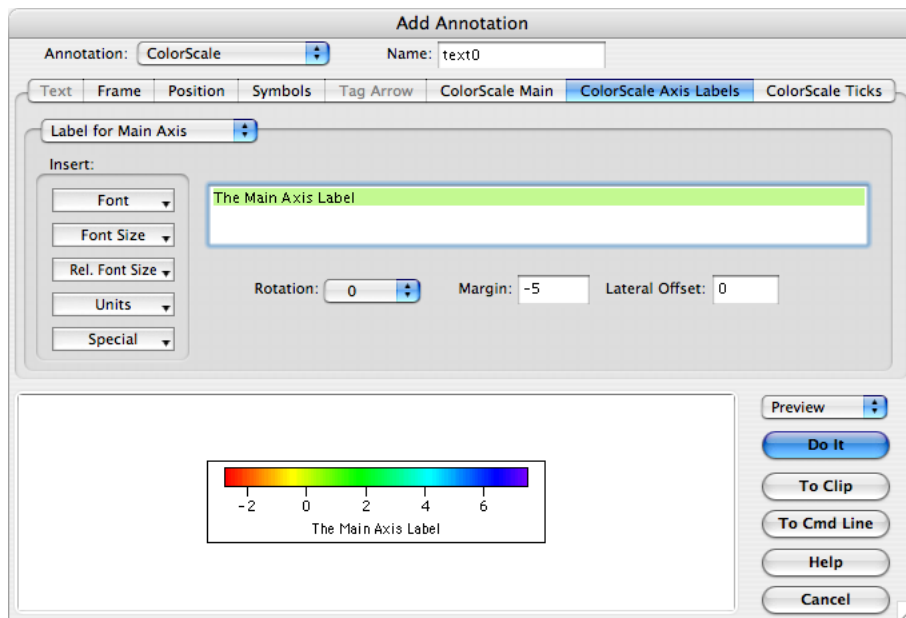 Add Annotation
Annotation: ColorScale Name: text0
Text Frame Position Symbols Tag Arrow ColorScale Main ColorScale Axis Labels ColorScale Ticks
Label for Main Axis
Insert:
Font
Font Size
Rel. Font Size
Units
Special
The Main Axis Label
Rotation: 0 Margin: -5 Lateral Offset: 0
-2 0 2 4 6
The Main Axis Label
Preview
Do It
To Clip
To Cmd Line
Help
Cancel